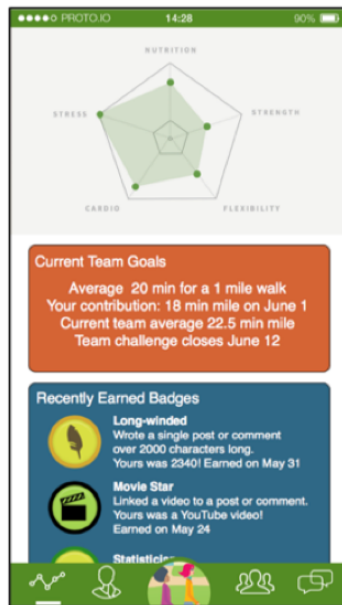 PROTO.IO 14:28 90%
NUTRITION
STRESS STRENGTH
CARDIO FLEXIBILITY
Current Team Goals
Average 20 min for a 1 mile walk
Your contribution: 18 min mile on June 1
Current team average 22.5 min mile
Team challenge closes June 12
Recently Earned Badges
Long-winded
Wrote a single post or comment
over 2000 characters long.
Yours was 2340! Earned on May 31
Movie Star
Linked a video to a post or comment.
Yours was a YouTube video!
Earned on May 24
Statistician